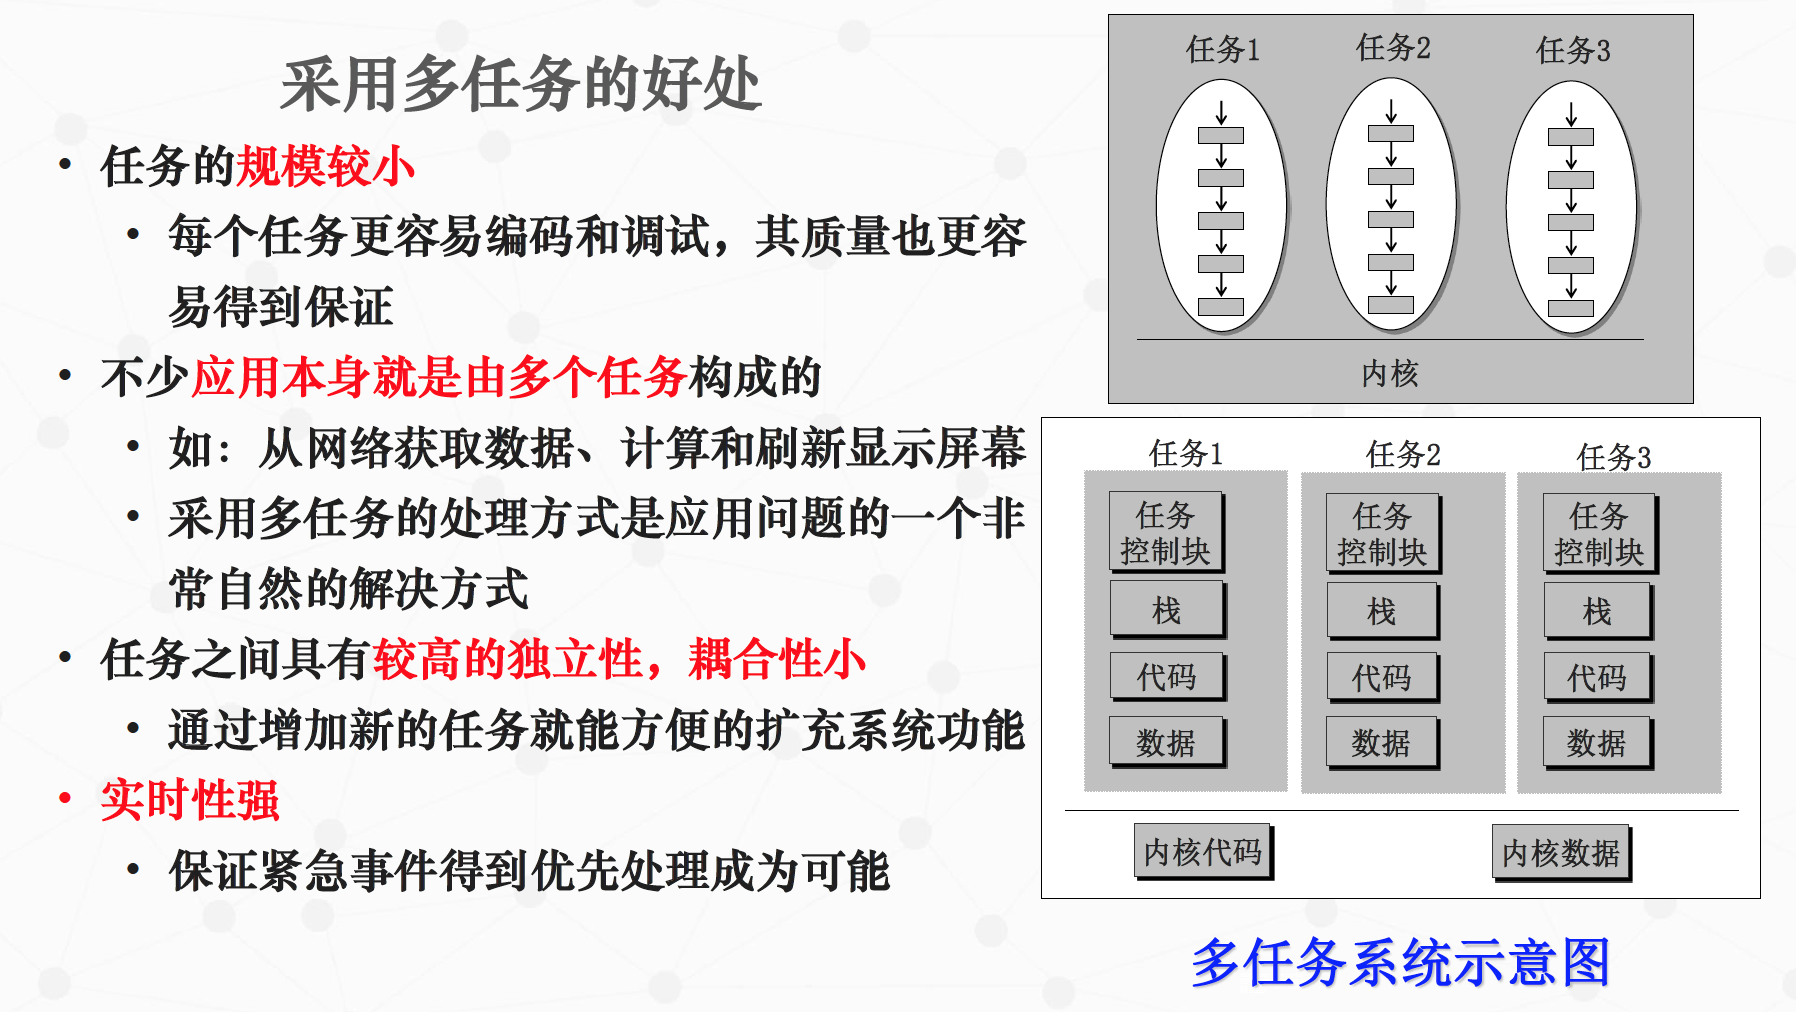 采用多任务的好处
• 任务的规模较小
• 每个任务更容易编码和调试，其质量也更容
易得到保证
• 不少应用本身就是由多个任务构成的
• 如：从网络获取数据、计算和刷新显示屏幕
• 采用多任务的处理方式是应用问题的一个非
常自然的解决方式
• 任务之间具有较高的独立性，耦合性小
• 通过增加新的任务就能方便的扩充系统功能
• 实时性强
• 保证紧急事件得到优先处理成为可能
任务1 任务2 任务3
内核
任务1 任务2 任务3
任务 任务 任务
控制块 控制块 控制块
栈 栈 栈
代码 代码 代码
数据 数据 数据
内核代码 内核数据
多任务系统示意图